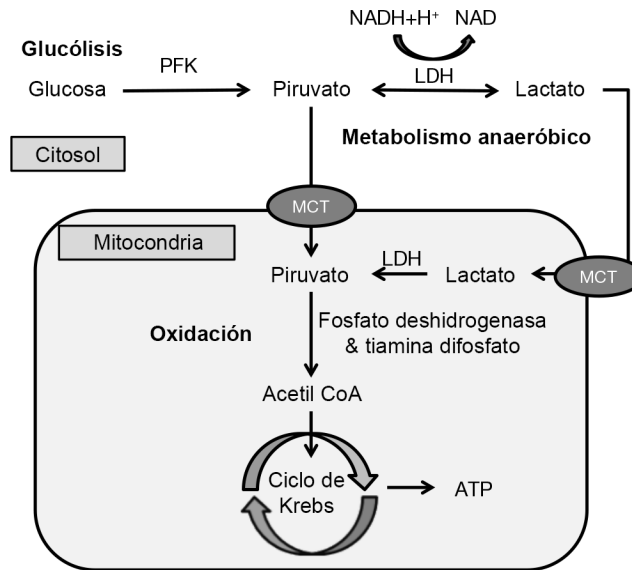 NADH+H⁺ NAD
Glucólisis
PFK
LDH
Glucosa
Piruvato
Lactato
Metabolismo anaeróbico
Citosol
MCT
Mitocondria
LDH
Piruvato
Lactato
MCT
Oxidación
Fosfato deshidrogenasa
& tiamina difosfato
Acetil CoA
Ciclo de
Krebs
ATP